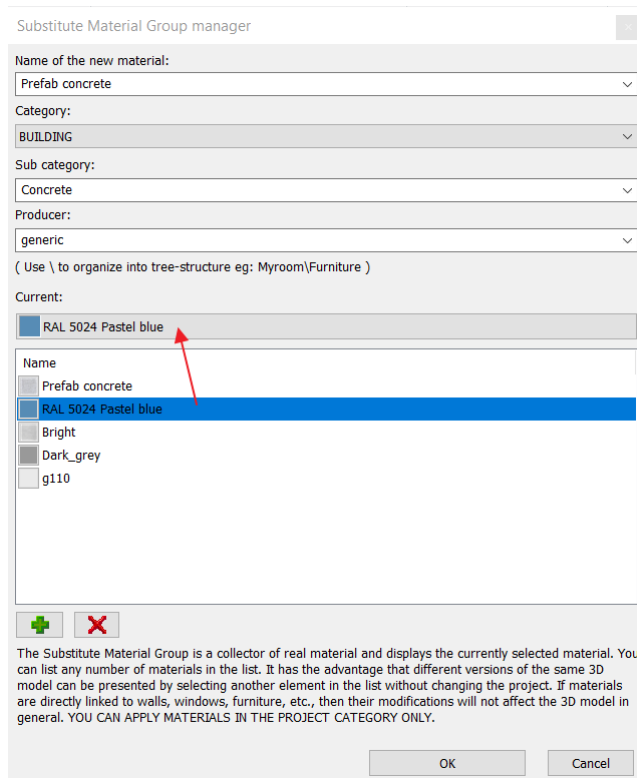 Substitute Material Group manager
Name of the new material:
Prefab concrete
Category:
BUILDING
Sub category:
Concrete
Producer:
generic
( Use \ to organize into tree-structure eg: Myroom\Furniture )
Current:
RAL 5024 Pastel blue
Name
Prefab concrete
RAL 5024 Pastel blue
Bright
Dark_grey
g110
The Substitute Material Group is a collector of real material and displays the currently selected material. You
can list any number of materials in the list. It has the advantage that different versions of the same 3D
model can be presented by selecting another element in the list without changing the project. If materials
are directly linked to walls, windows, furniture, etc., then their modifications will not affect the 3D model in
general. YOU CAN APPLY MATERIALS IN THE PROJECT CATEGORY ONLY.
OK
Cancel